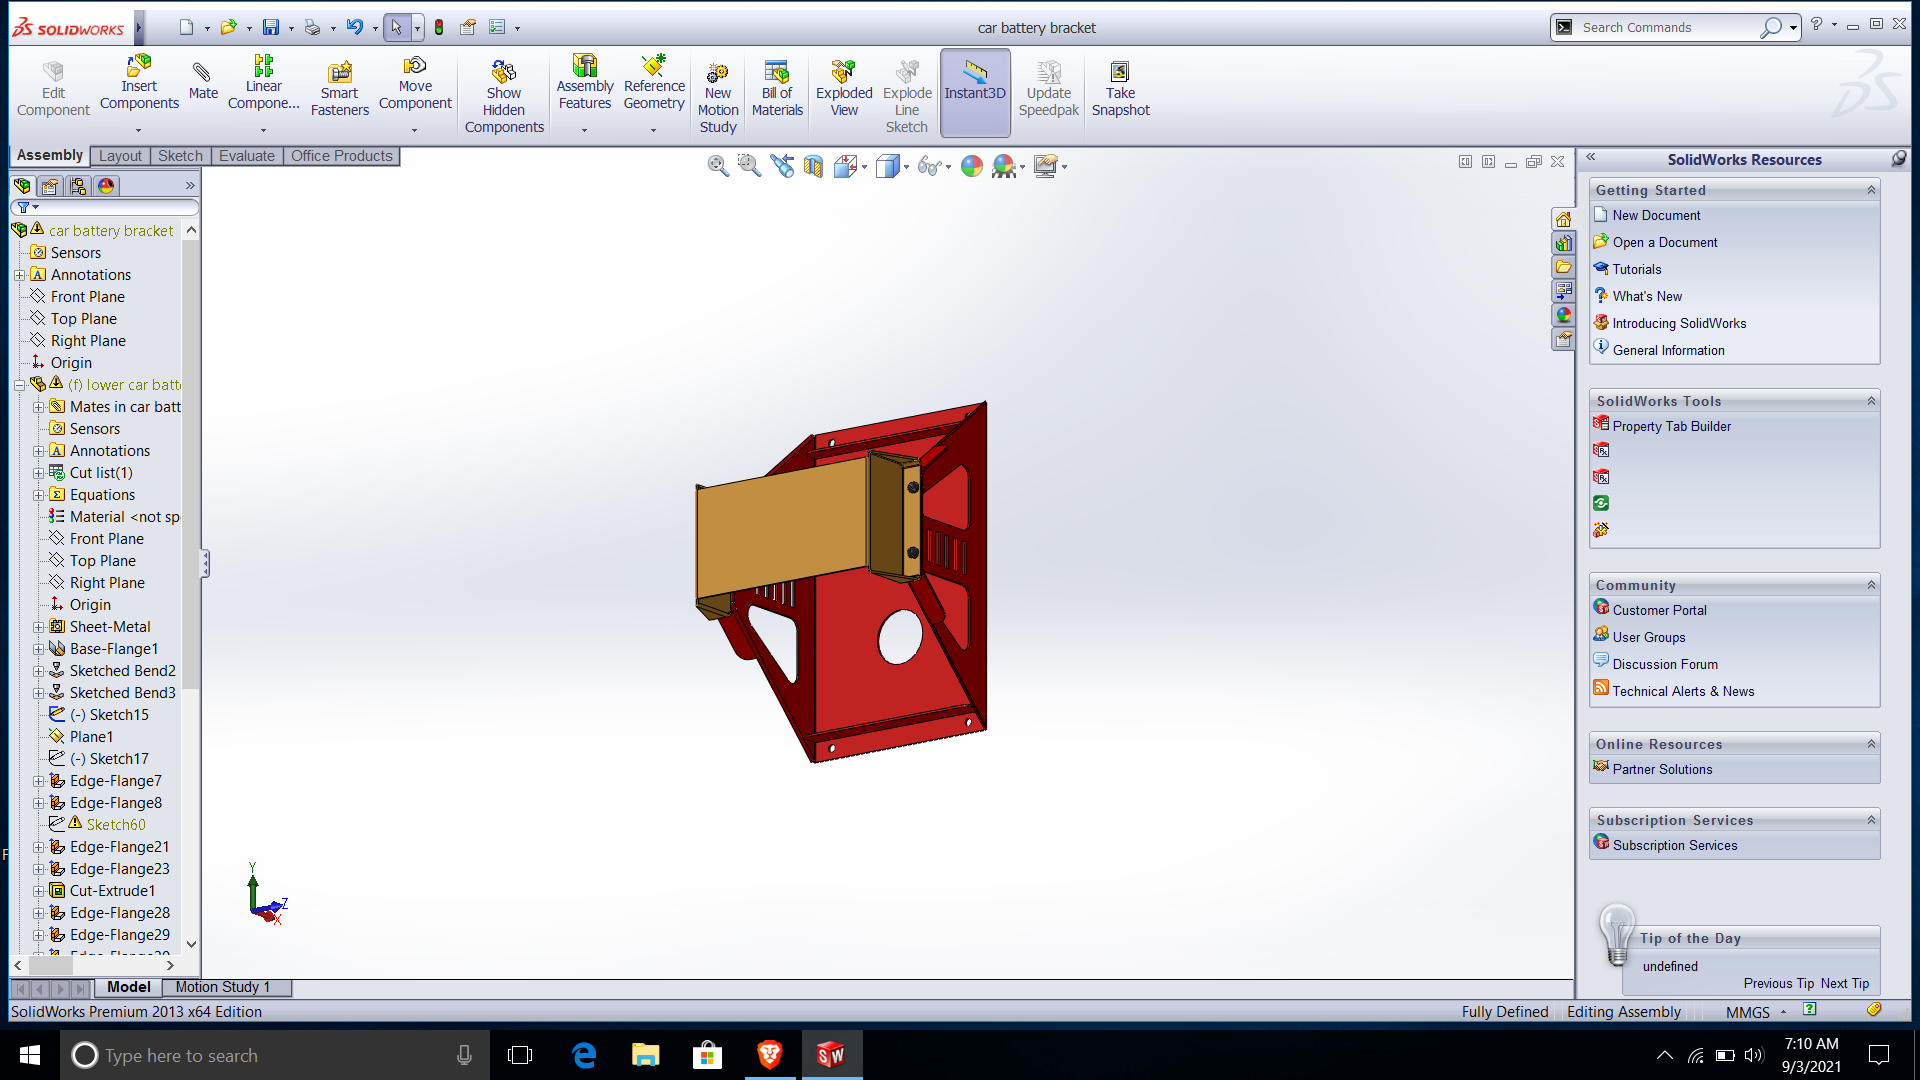 SOLIDWORKS
car battery bracket
Search Commands
Edit Component
Insert Components
Mate
Linear Compone...
Smart Fasteners
Move Component
Show Hidden Components
Assembly Features
Reference Geometry
New Motion Study
Bill of Materials
Exploded View
Explode Line Sketch
Instant3D
Update Speedpak
Take Snapshot
Assembly
Layout
Sketch
Evaluate
Office Products
car battery bracket
Sensors
Annotations
Front Plane
Top Plane
Right Plane
Origin
(f) lower car batt
Mates in car batt
Sensors
Annotations
Cut list(1)
Equations
Material <not sp
Front Plane
Top Plane
Right Plane
Origin
Sheet-Metal
Base-Flange1
Sketched Bend2
Sketched Bend3
(-) Sketch15
Plane1
(-) Sketch17
Edge-Flange7
Edge-Flange8
Sketch60
Edge-Flange21
Edge-Flange23
Cut-Extrude1
Edge-Flange28
Edge-Flange29
Y
Z
X
Model
Motion Study 1
SolidWorks Resources
Getting Started
New Document
Open a Document
Tutorials
What's New
Introducing SolidWorks
General Information
SolidWorks Tools
Property Tab Builder
Community
Customer Portal
User Groups
Discussion Forum
Technical Alerts & News
Online Resources
Partner Solutions
Subscription Services
Subscription Services
Tip of the Day
undefined
Previous Tip Next Tip
SolidWorks Premium 2013 x64 Edition
Fully Defined
Editing Assembly
MMGS
Type here to search
7:10 AM
9/3/2021